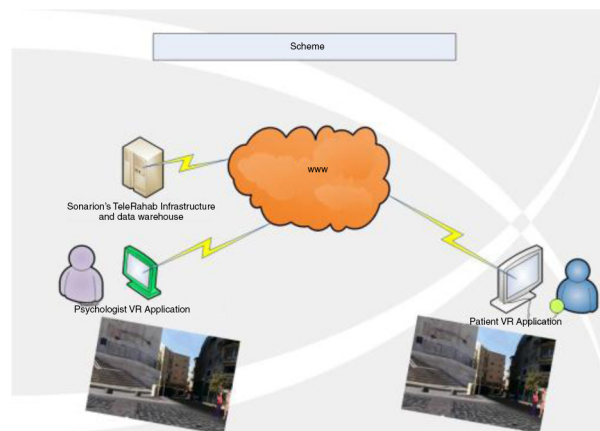 Scheme
www
Sonarion's TeleRahab Infrastructure
and data warehouse
Psychologist VR Application
Patient VR Application